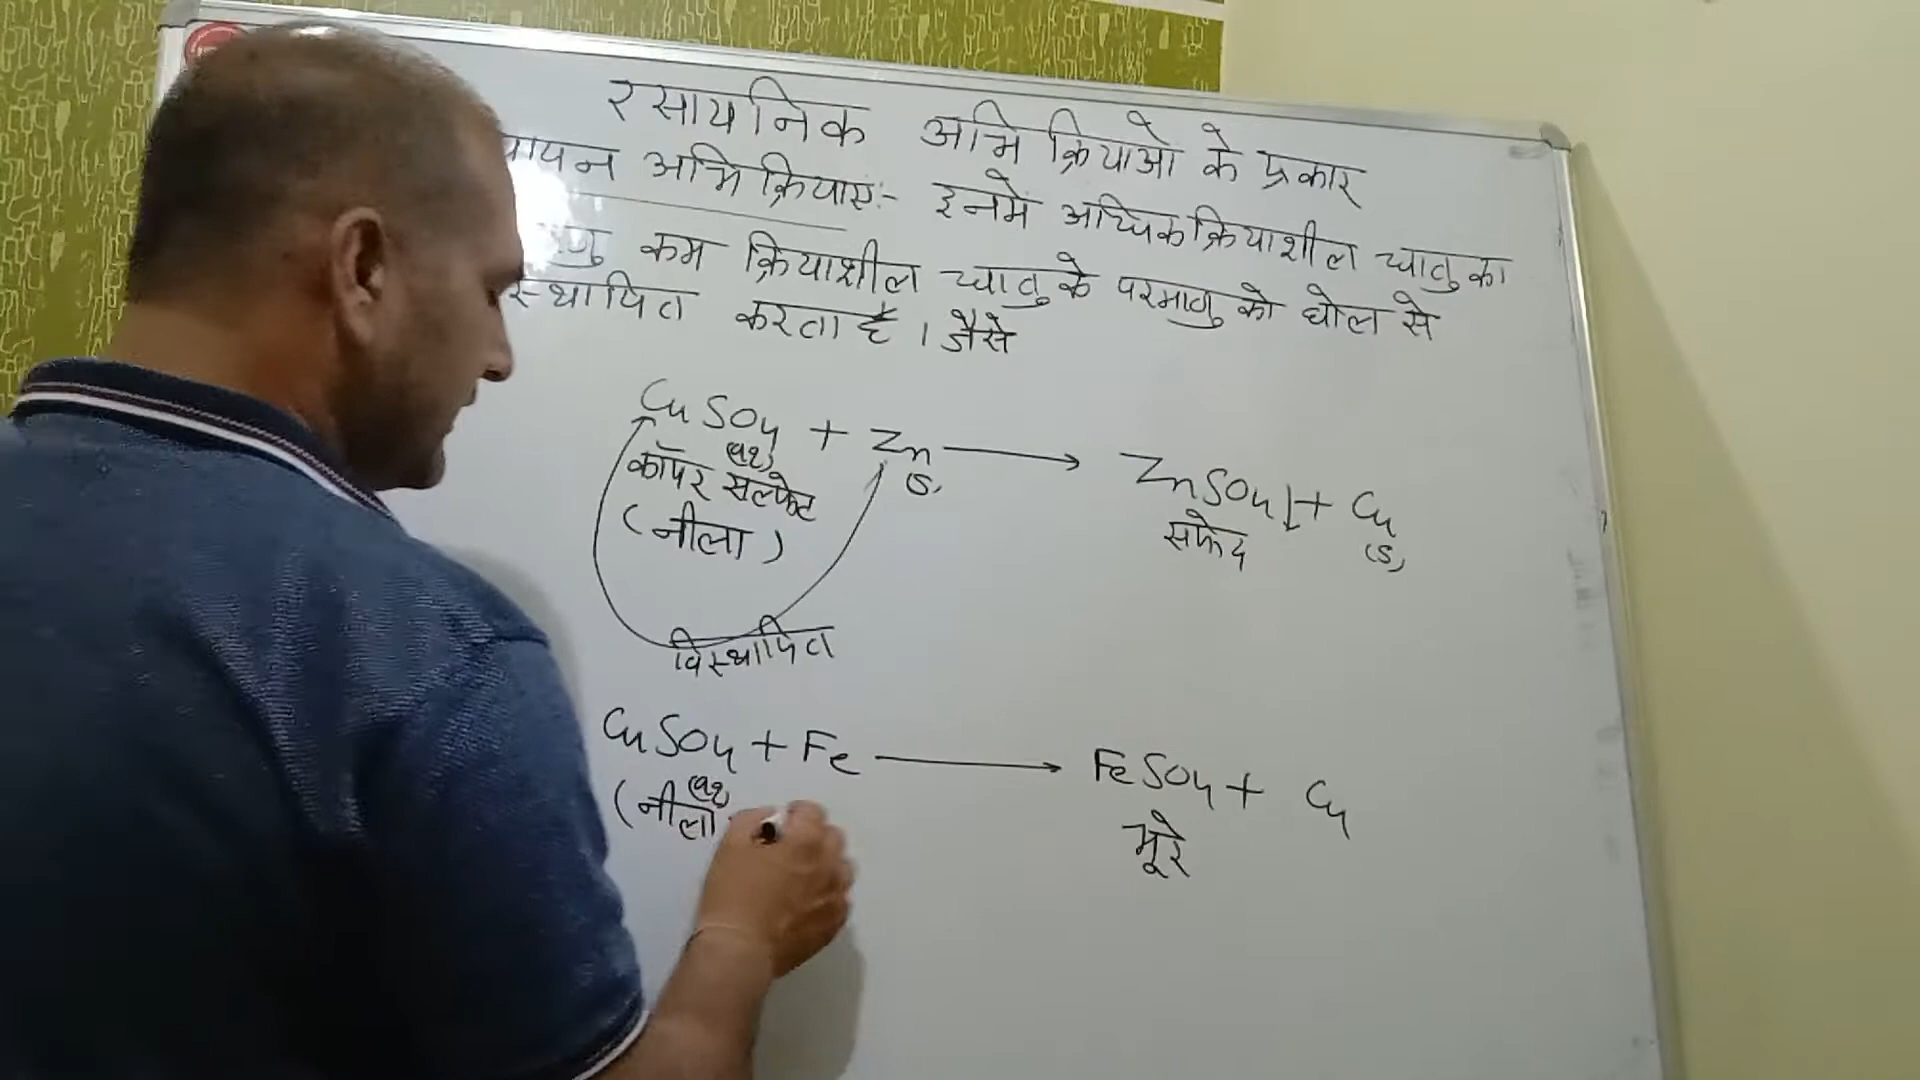 रसायनिक अभिक्रियाओ के प्रकार
अभिक्रियाएं:- इनमें अधिक क्रियाशील धातु का
कम क्रियाशील धातु के परमाणु को घोल से
स्थापित करता है । जैसे
CuSO4 + Zn ⟶ ZnSO4↓ + Cu
(aq) (s) (s)
कॉपर सल्फेट सफेद
(नीला)
विस्थापित
CuSO4 + Fe ⟶ FeSO4 + Cu
(aq)
(नीला भूरे